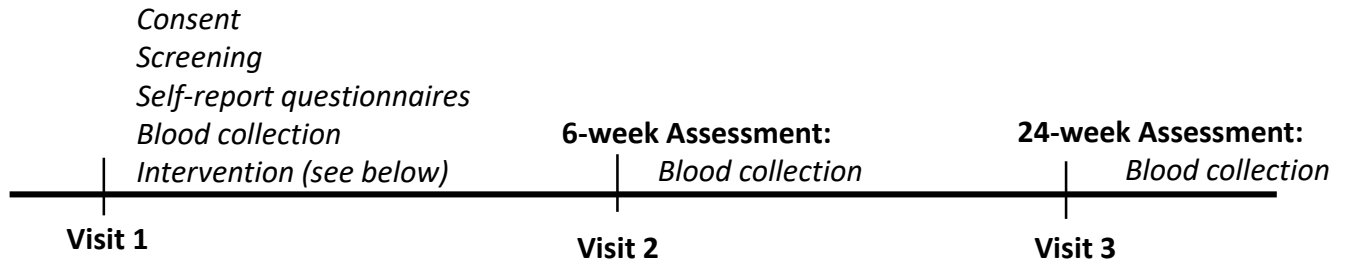 Consent
Screening
Self-report questionnaires
Blood collection
Intervention (see below)
6-week Assessment:
Blood collection
24-week Assessment:
Blood collection
Visit 1
Visit 2
Visit 3